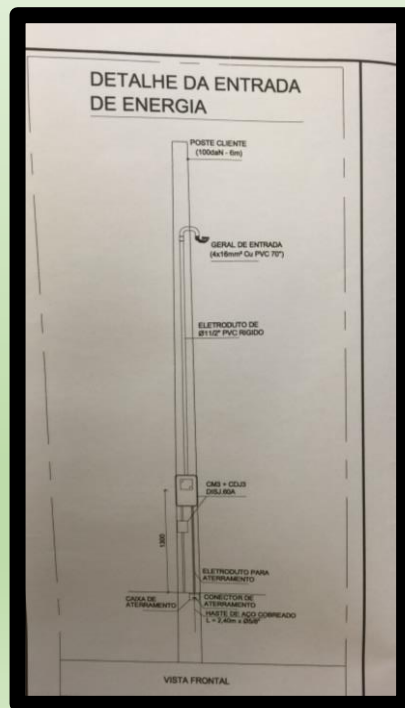 DETALHE DA ENTRADA
DE ENERGIA
POSTE CLIENTE
(100daN - 6m)
GERAL DE ENTRADA
(4x16mm² Cu PVC 70°)
ELETRODUTO DE
Ø11/2" PVC RIGIDO
CM3 + CDJ3
DISJ.60A
1300
ELETRODUTO PARA
ATERRAMENTO
CAIXA DE
ATERRAMENTO
CONECTOR DE
ATERRAMENTO
HASTE DE AÇO COBREADO
L = 2,40m x Ø5/8"
VISTA FRONTAL